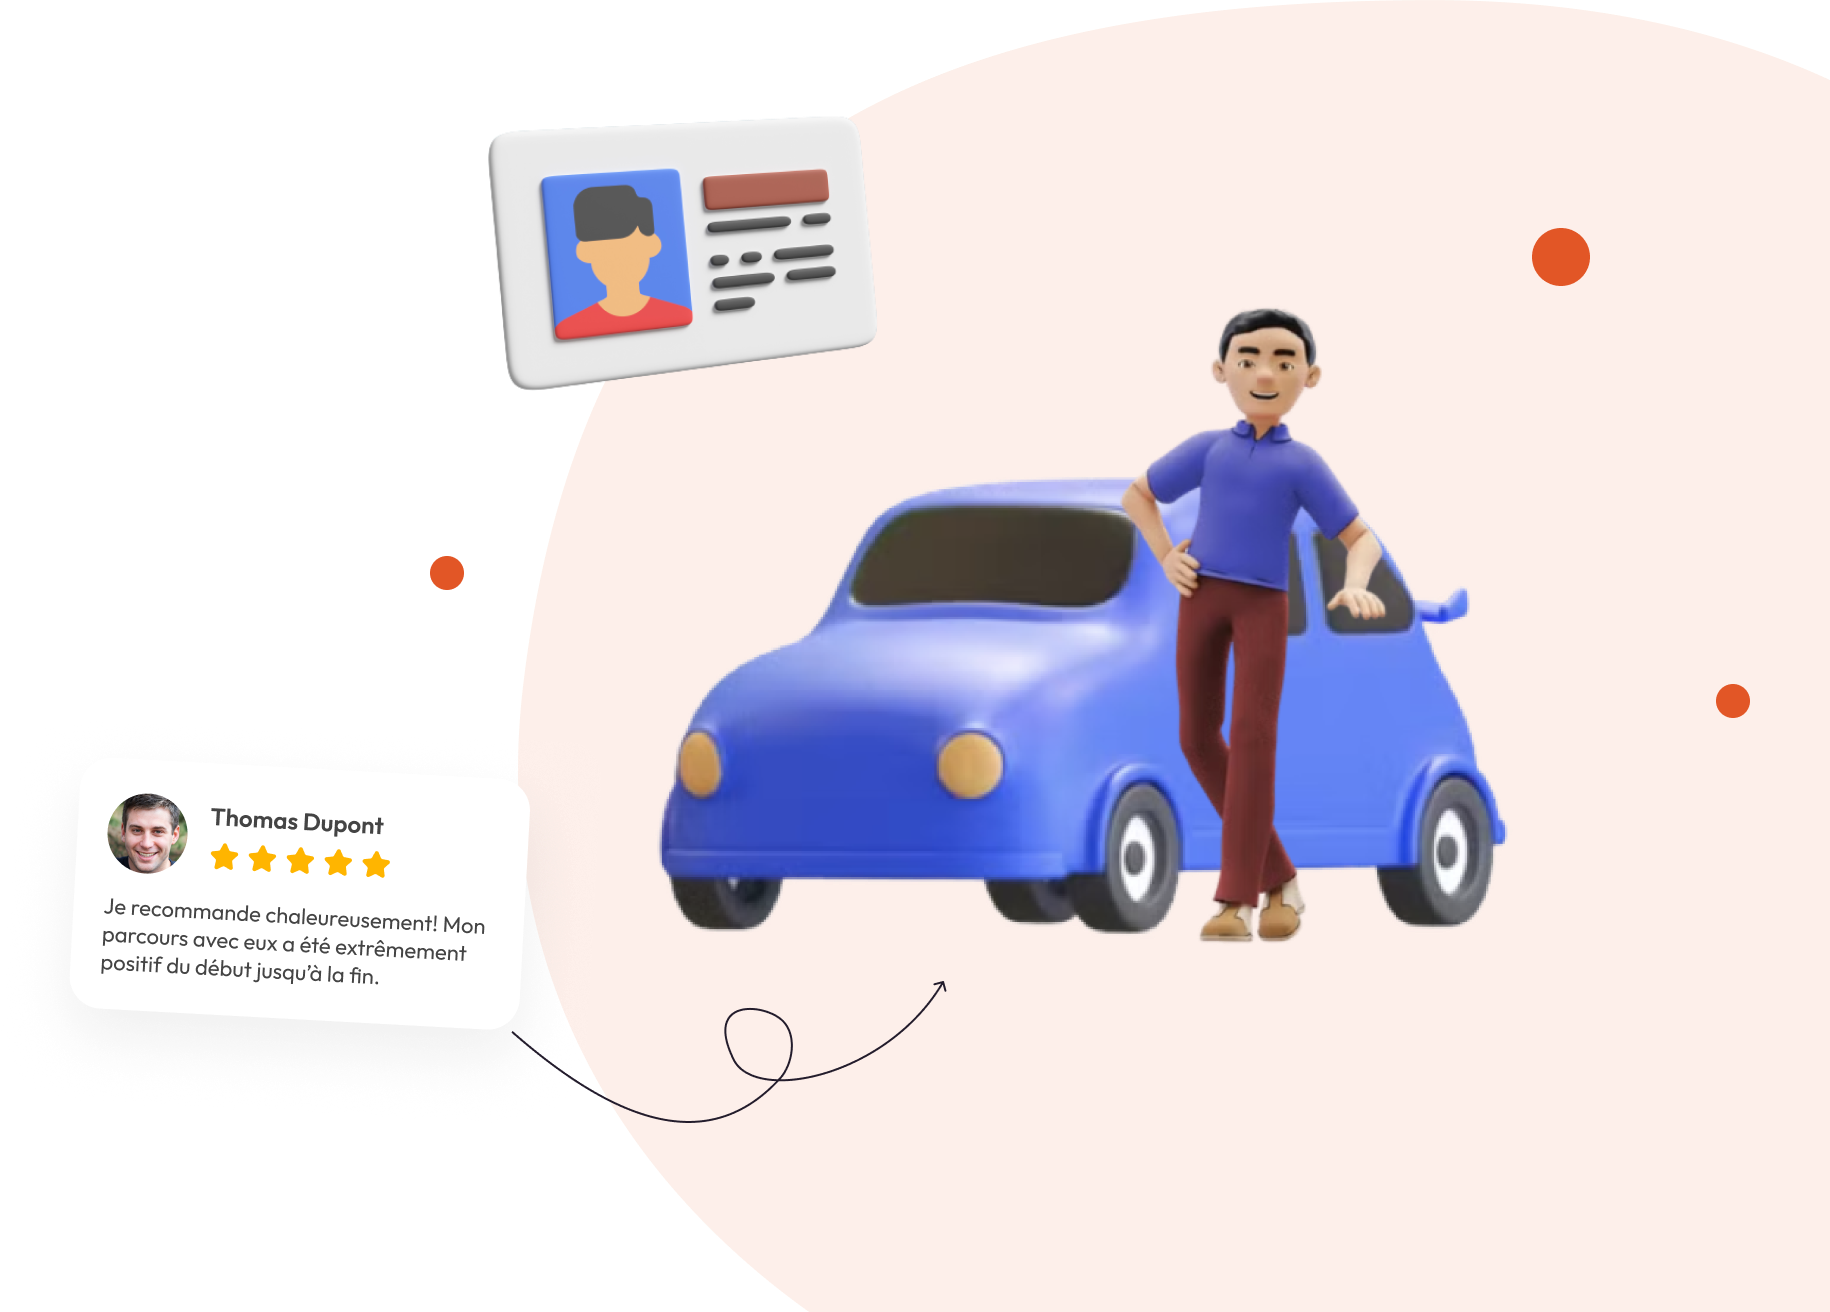 Thomas Dupont
Je recommande chaleureusement! Mon
parcours avec eux a été extrêmement
positif du début jusqu'à la fin.